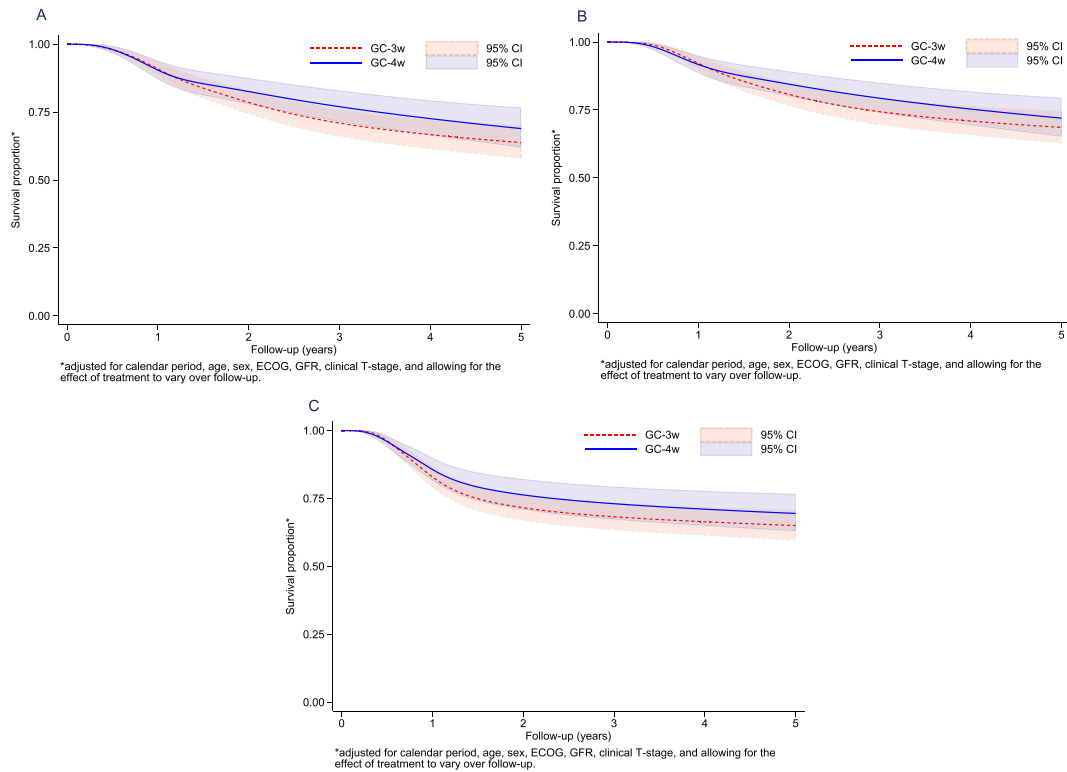 A
1.00
0.75
0.50
0.25
0.00
Survival proportion*
GC-3w
GC-4w
95% CI
95% CI
0 1 2 3 4 5
Follow-up (years)
*adjusted for calendar period, age, sex, ECOG, GFR, clinical T-stage, and allowing for the
effect of treatment to vary over follow-up.
B
1.00
0.75
0.50
0.25
0.00
Survival proportion*
GC-3w
GC-4w
95% CI
95% CI
0 1 2 3 4 5
Follow-up (years)
*adjusted for calendar period, age, sex, ECOG, GFR, clinical T-stage, and allowing for the
effect of treatment to vary over follow-up.
C
1.00
0.75
0.50
0.25
0.00
Survival proportion*
GC-3w
GC-4w
95% CI
95% CI
0 1 2 3 4 5
Follow-up (years)
*adjusted for calendar period, age, sex, ECOG, GFR, clinical T-stage, and allowing for the
effect of treatment to vary over follow-up.